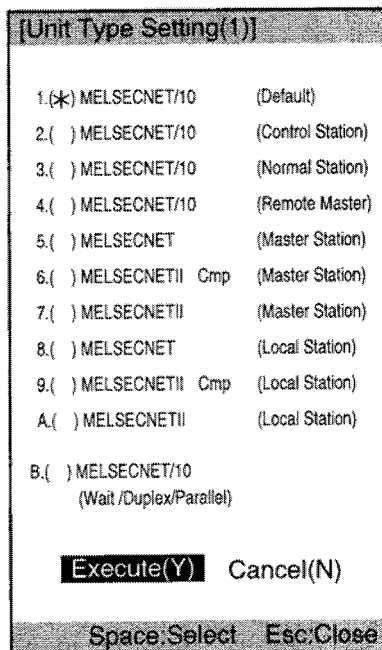 [Unit Type Setting(1)]
1.(*) MELSECNET/10 (Default)
2.( ) MELSECNET/10 (Control Station)
3.( ) MELSECNET/10 (Normal Station)
4.( ) MELSECNET/10 (Remote Master)
5.( ) MELSECNET (Master Station)
6.( ) MELSECNETII Cmp (Master Station)
7.( ) MELSECNETII (Master Station)
8.( ) MELSECNET (Local Station)
9.( ) MELSECNETII Cmp (Local Station)
A.( ) MELSECNETII (Local Station)
B.( ) MELSECNET/10
(Wait /Duplex/Parallel)
Execute(Y) Cancel(N)
Space:Select Esc:Close